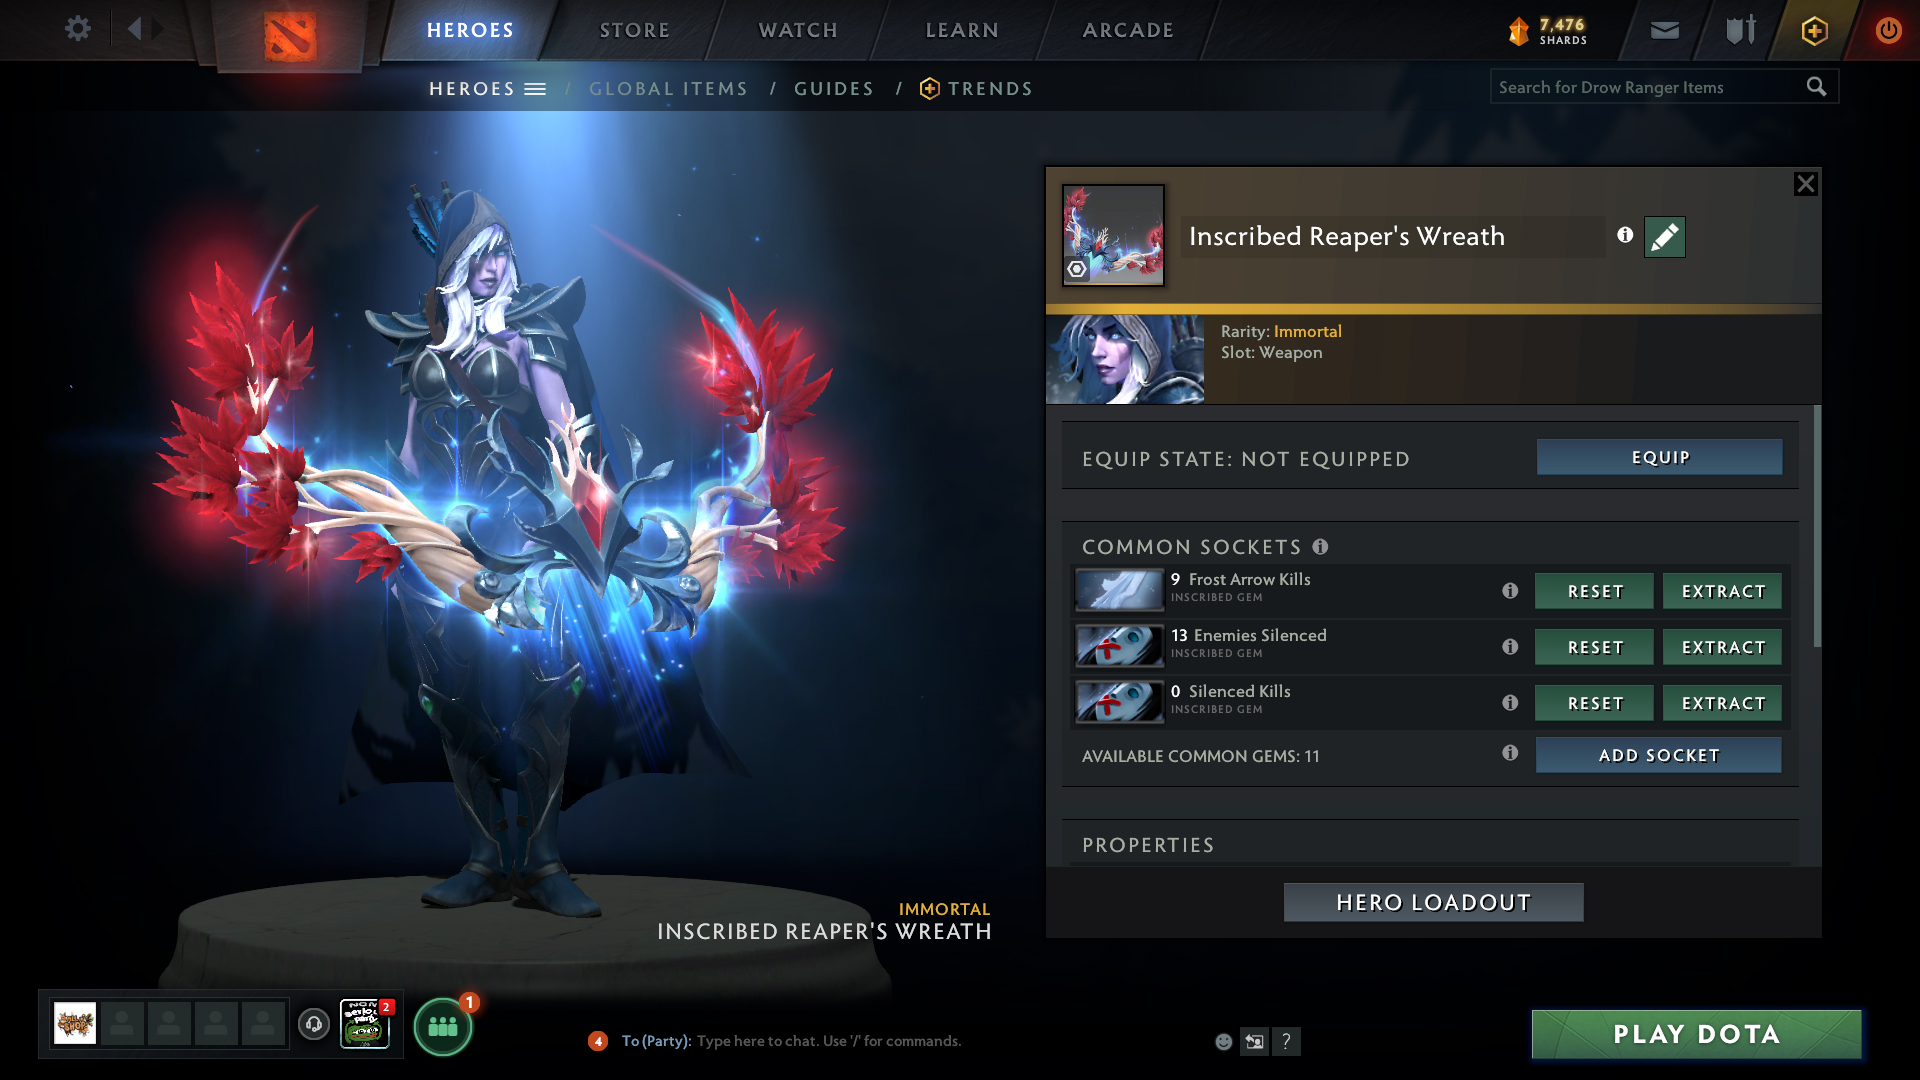 HEROES
STORE
WATCH
LEARN
ARCADE
7,476
SHARDS
HEROES / GLOBAL ITEMS / GUIDES / TRENDS
Search for Drow Ranger Items
Inscribed Reaper's Wreath
Rarity: Immortal
Slot: Weapon
EQUIP STATE: NOT EQUIPPED
EQUIP
COMMON SOCKETS
9 Frost Arrow Kills
INSCRIBED GEM
RESET
EXTRACT
13 Enemies Silenced
INSCRIBED GEM
RESET
EXTRACT
0 Silenced Kills
INSCRIBED GEM
RESET
EXTRACT
AVAILABLE COMMON GEMS: 11
ADD SOCKET
PROPERTIES
HERO LOADOUT
IMMORTAL
INSCRIBED REAPER'S WREATH
2
1
4
To (Party): Type here to chat. Use '/' for commands.
?
PLAY DOTA